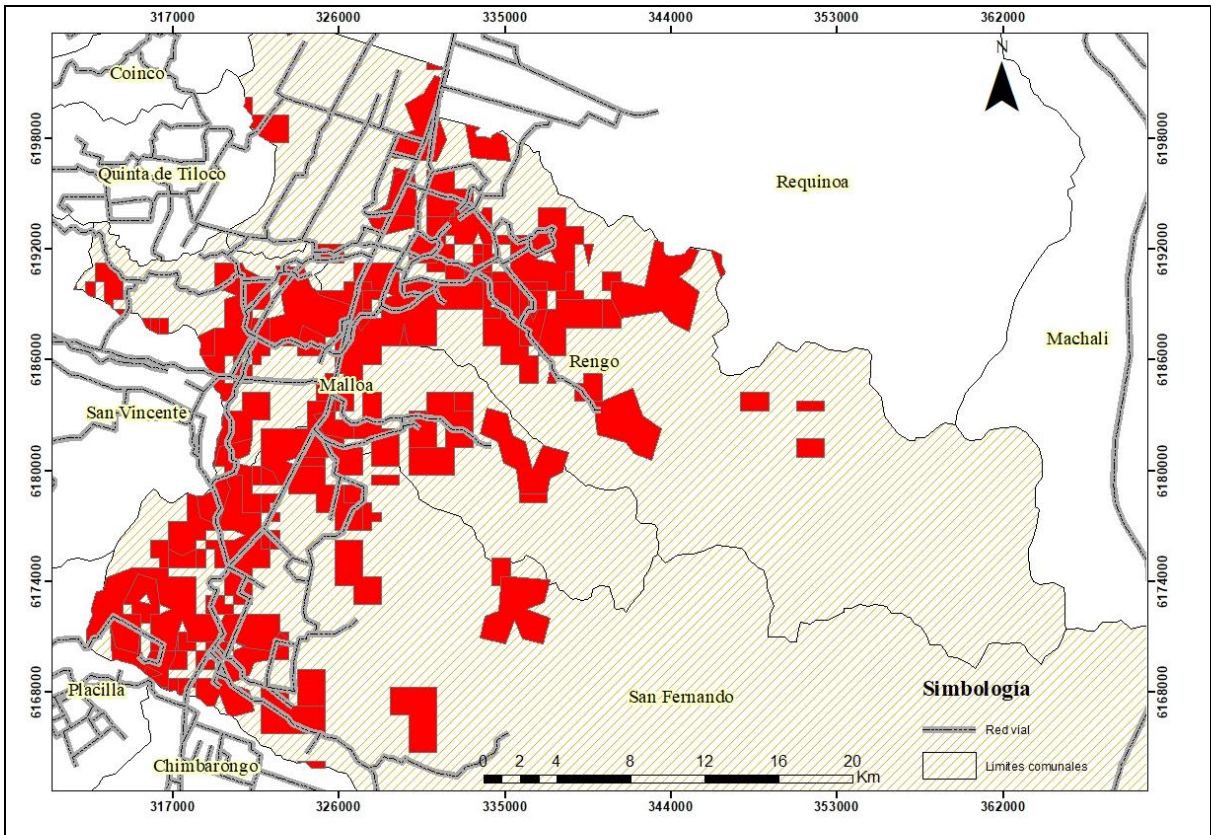 317000 326000 335000 344000 353000 362000
N
Coinco
6198000 6198000
Quinta de Tiloco
Requinoa
6192000 6192000
Machali
6186000 6186000
Rengo
Malloa
San Vincente
6180000 6180000
6174000 6174000
Placilla
San Fernando
Simbología
6168000 6168000
Red vial
Chimbarongo
0 2 4 8 12 16 20
Km
Limites comunales
317000 326000 335000 344000 353000 362000